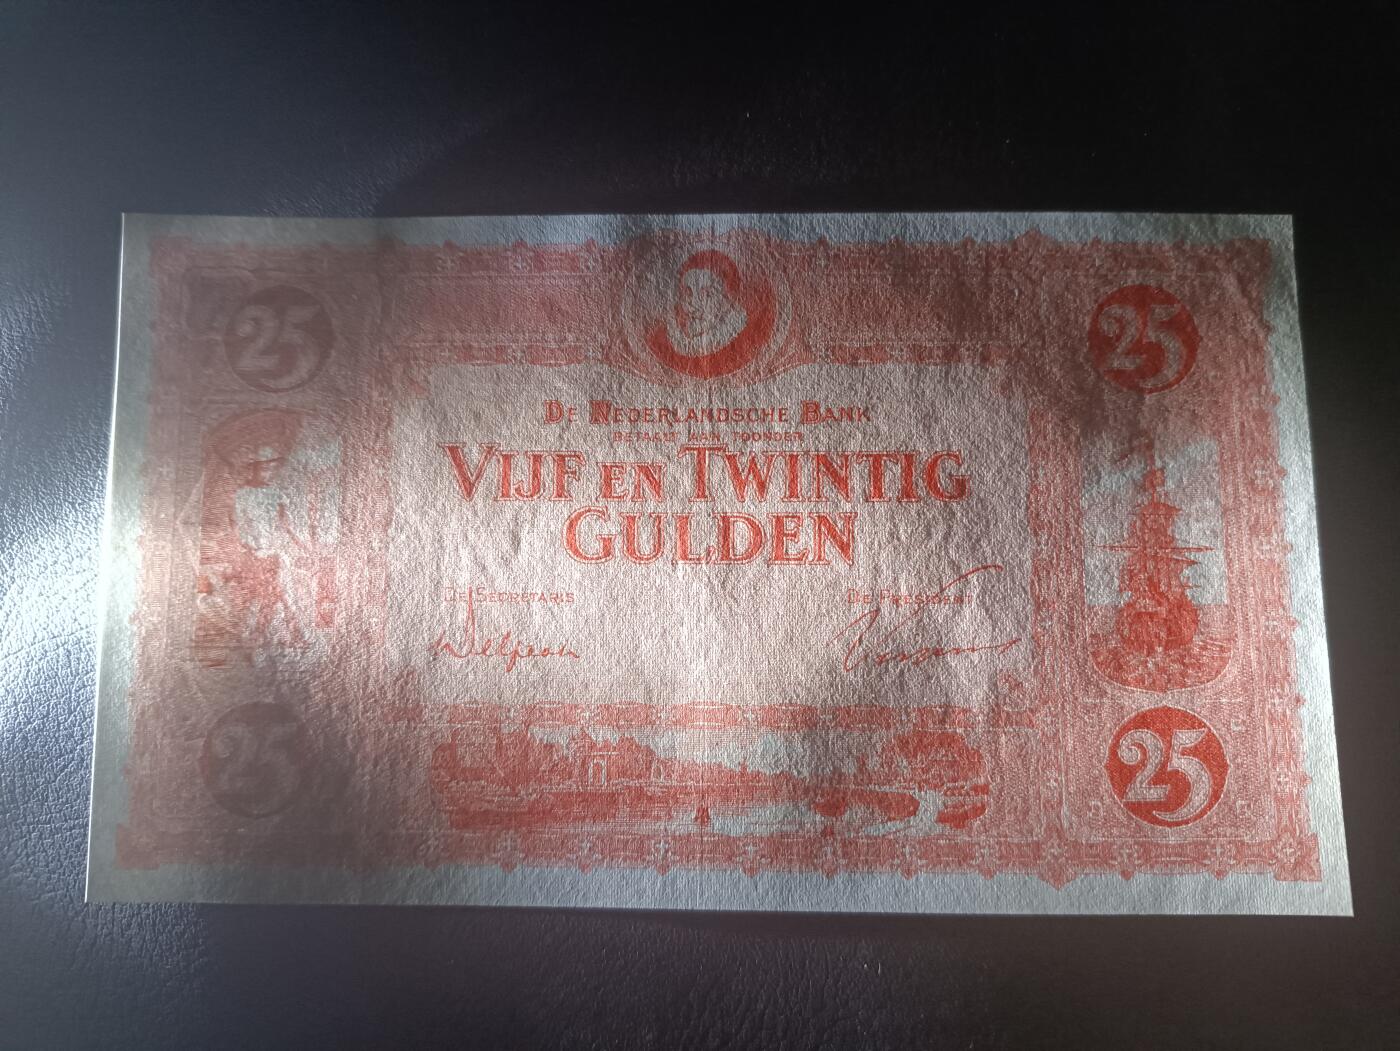 25
25
DE NEDERLANDSCHE BANK
BETAALT AAN TOONDER
VIJF EN TWINTIG
GULDEN
DE SECRETARIS
DE PRESIDENT
25
25